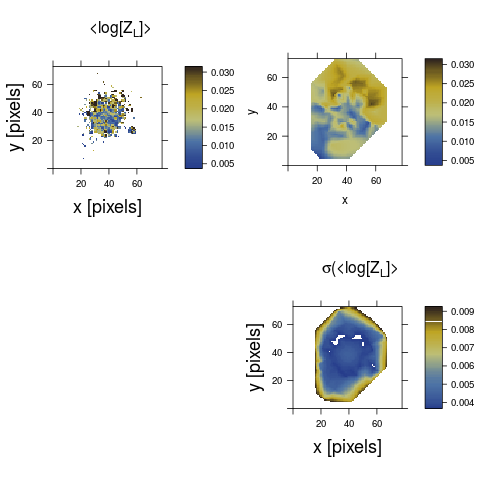 <log[Z_L]>
60
40
20
20 40 60
y [pixels]
x [pixels]
0.030
0.025
0.020
0.015
0.010
0.005
60
40
20
20 40 60
y
x
0.030
0.025
0.020
0.015
0.010
0.005
σ(<log[Z_L]>
60
40
20
20 40 60
y [pixels]
x [pixels]
0.009
0.008
0.007
0.006
0.005
0.004